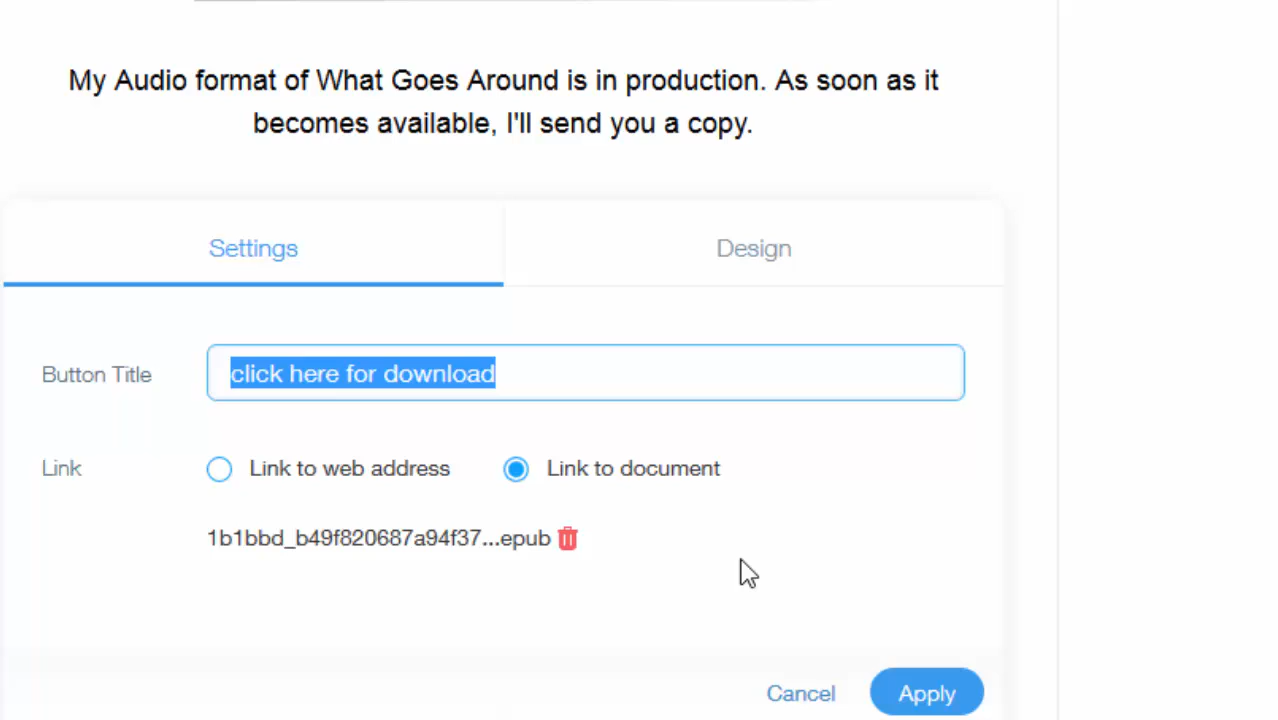 My Audio format of What Goes Around is in production. As soon as it
becomes available, I'll send you a copy.
Settings
Design
Button Title
click here for download
Link
Link to web address
Link to document
1b1bbd_b49f820687a94f37...epub
Cancel
Apply